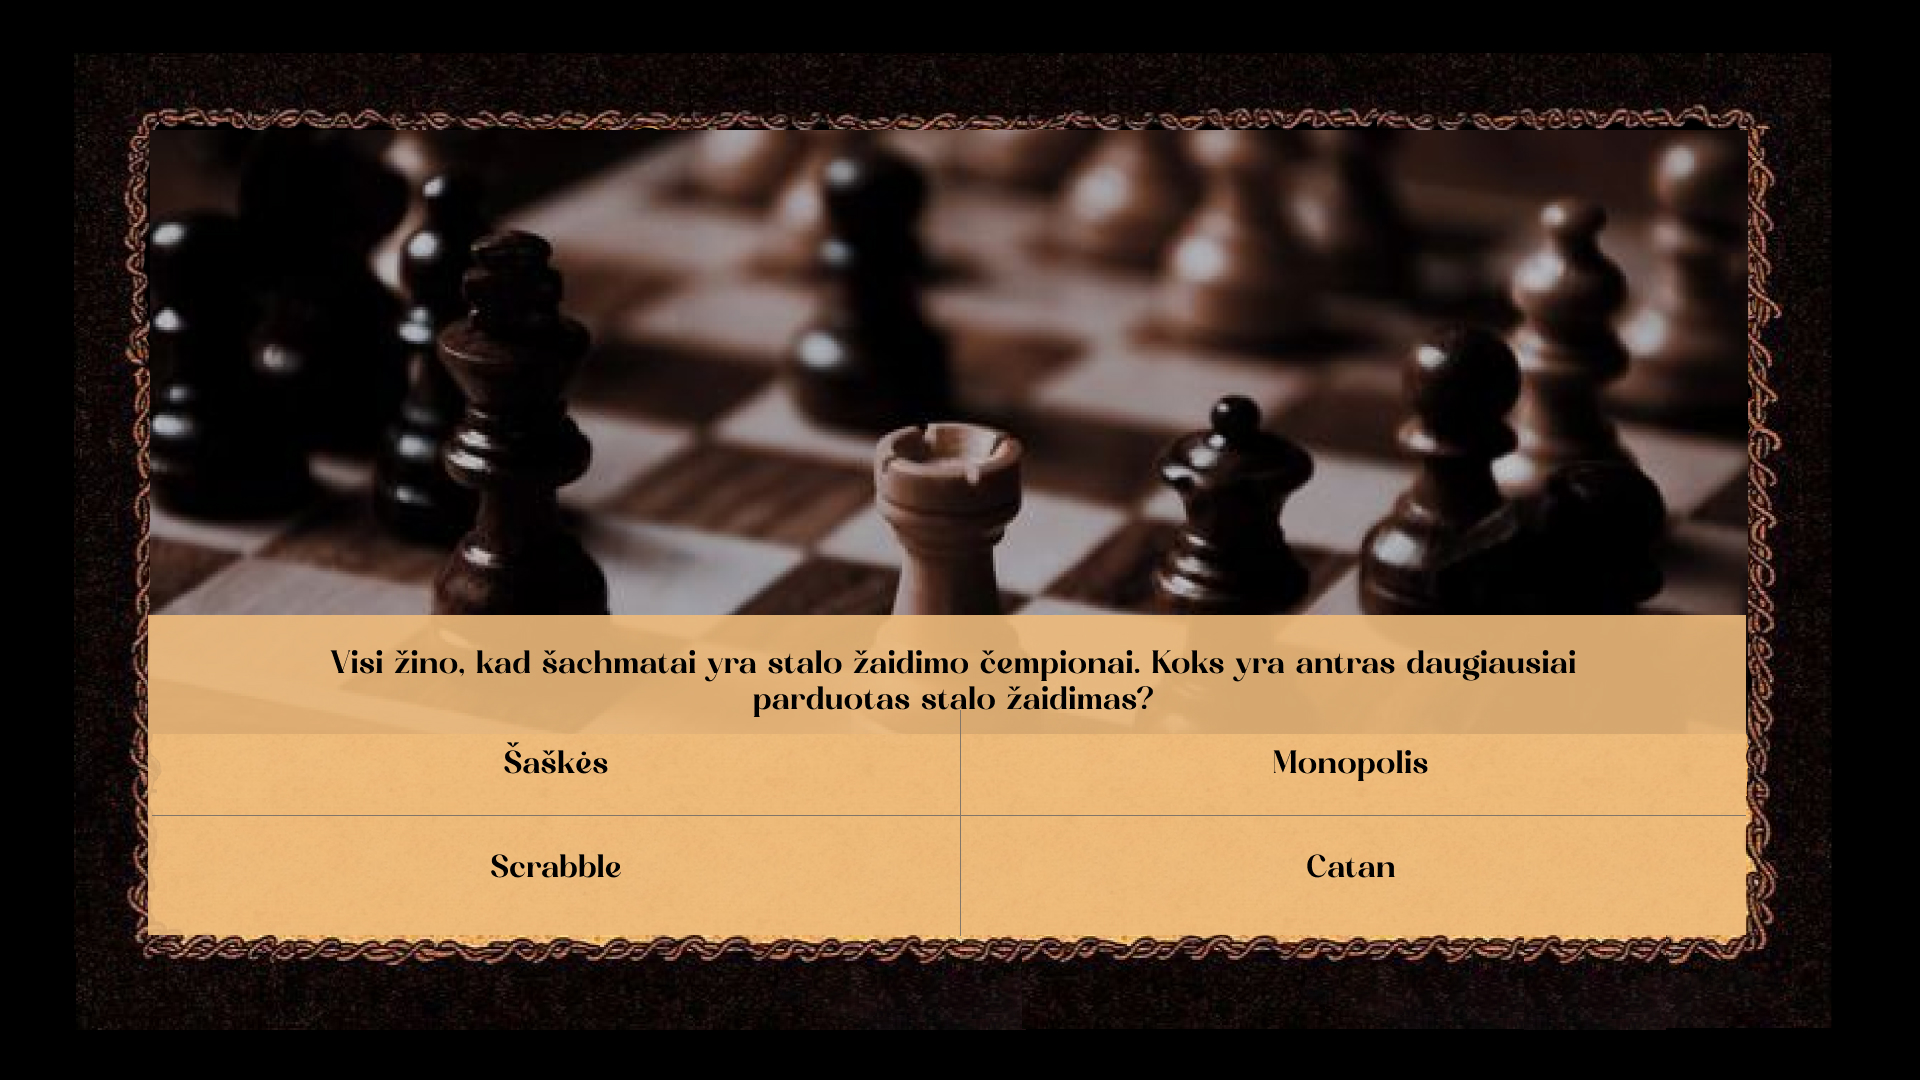 Visi žino, kad šachmatai yra stalo žaidimo čempionai. Koks yra antras daugiausiai
parduotas stalo žaidimas?
Šaškės
Monopolis
Scrabble
Catan